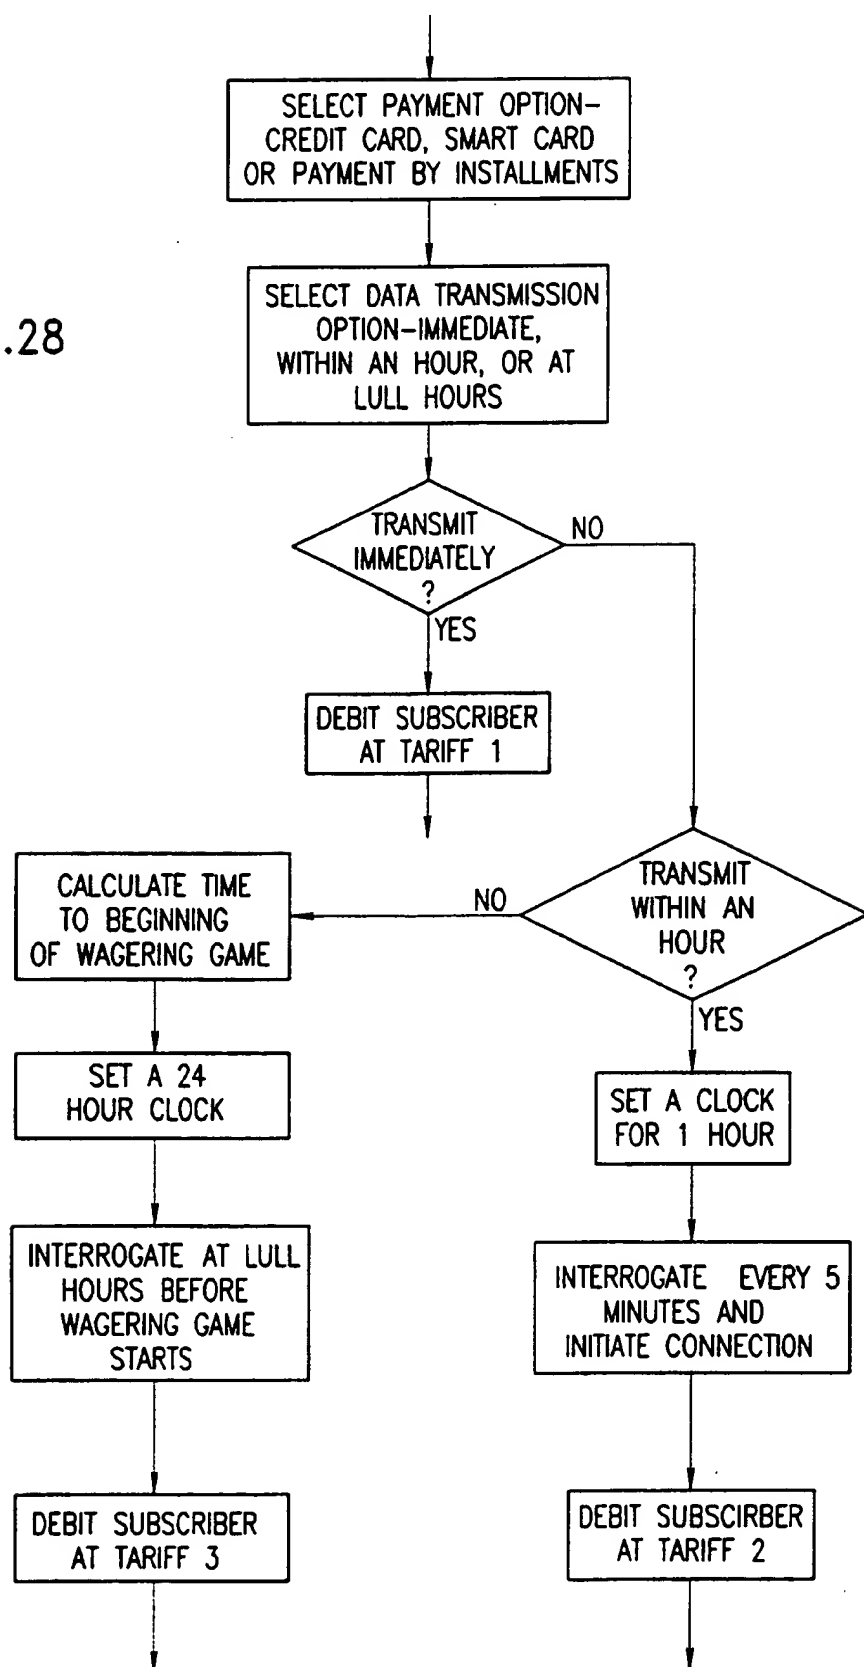 SELECT PAYMENT OPTION-
CREDIT CARD, SMART CARD
OR PAYMENT BY INSTALLMENTS
SELECT DATA TRANSMISSION
OPTION-IMMEDIATE,
WITHIN AN HOUR, OR AT
LULL HOURS
.28
TRANSMIT
IMMEDIATELY
?
NO
YES
DEBIT SUBSCRIBER
AT TARIFF 1
TRANSMIT
WITHIN AN
HOUR
?
NO
YES
CALCULATE TIME
TO BEGINNING
OF WAGERING GAME
SET A 24
HOUR CLOCK
SET A CLOCK
FOR 1 HOUR
INTERROGATE AT LULL
HOURS BEFORE
WAGERING GAME
STARTS
INTERROGATE EVERY 5
MINUTES AND
INITIATE CONNECTION
DEBIT SUBSCRIBER
AT TARIFF 3
DEBIT SUBSCIRBER
AT TARIFF 2